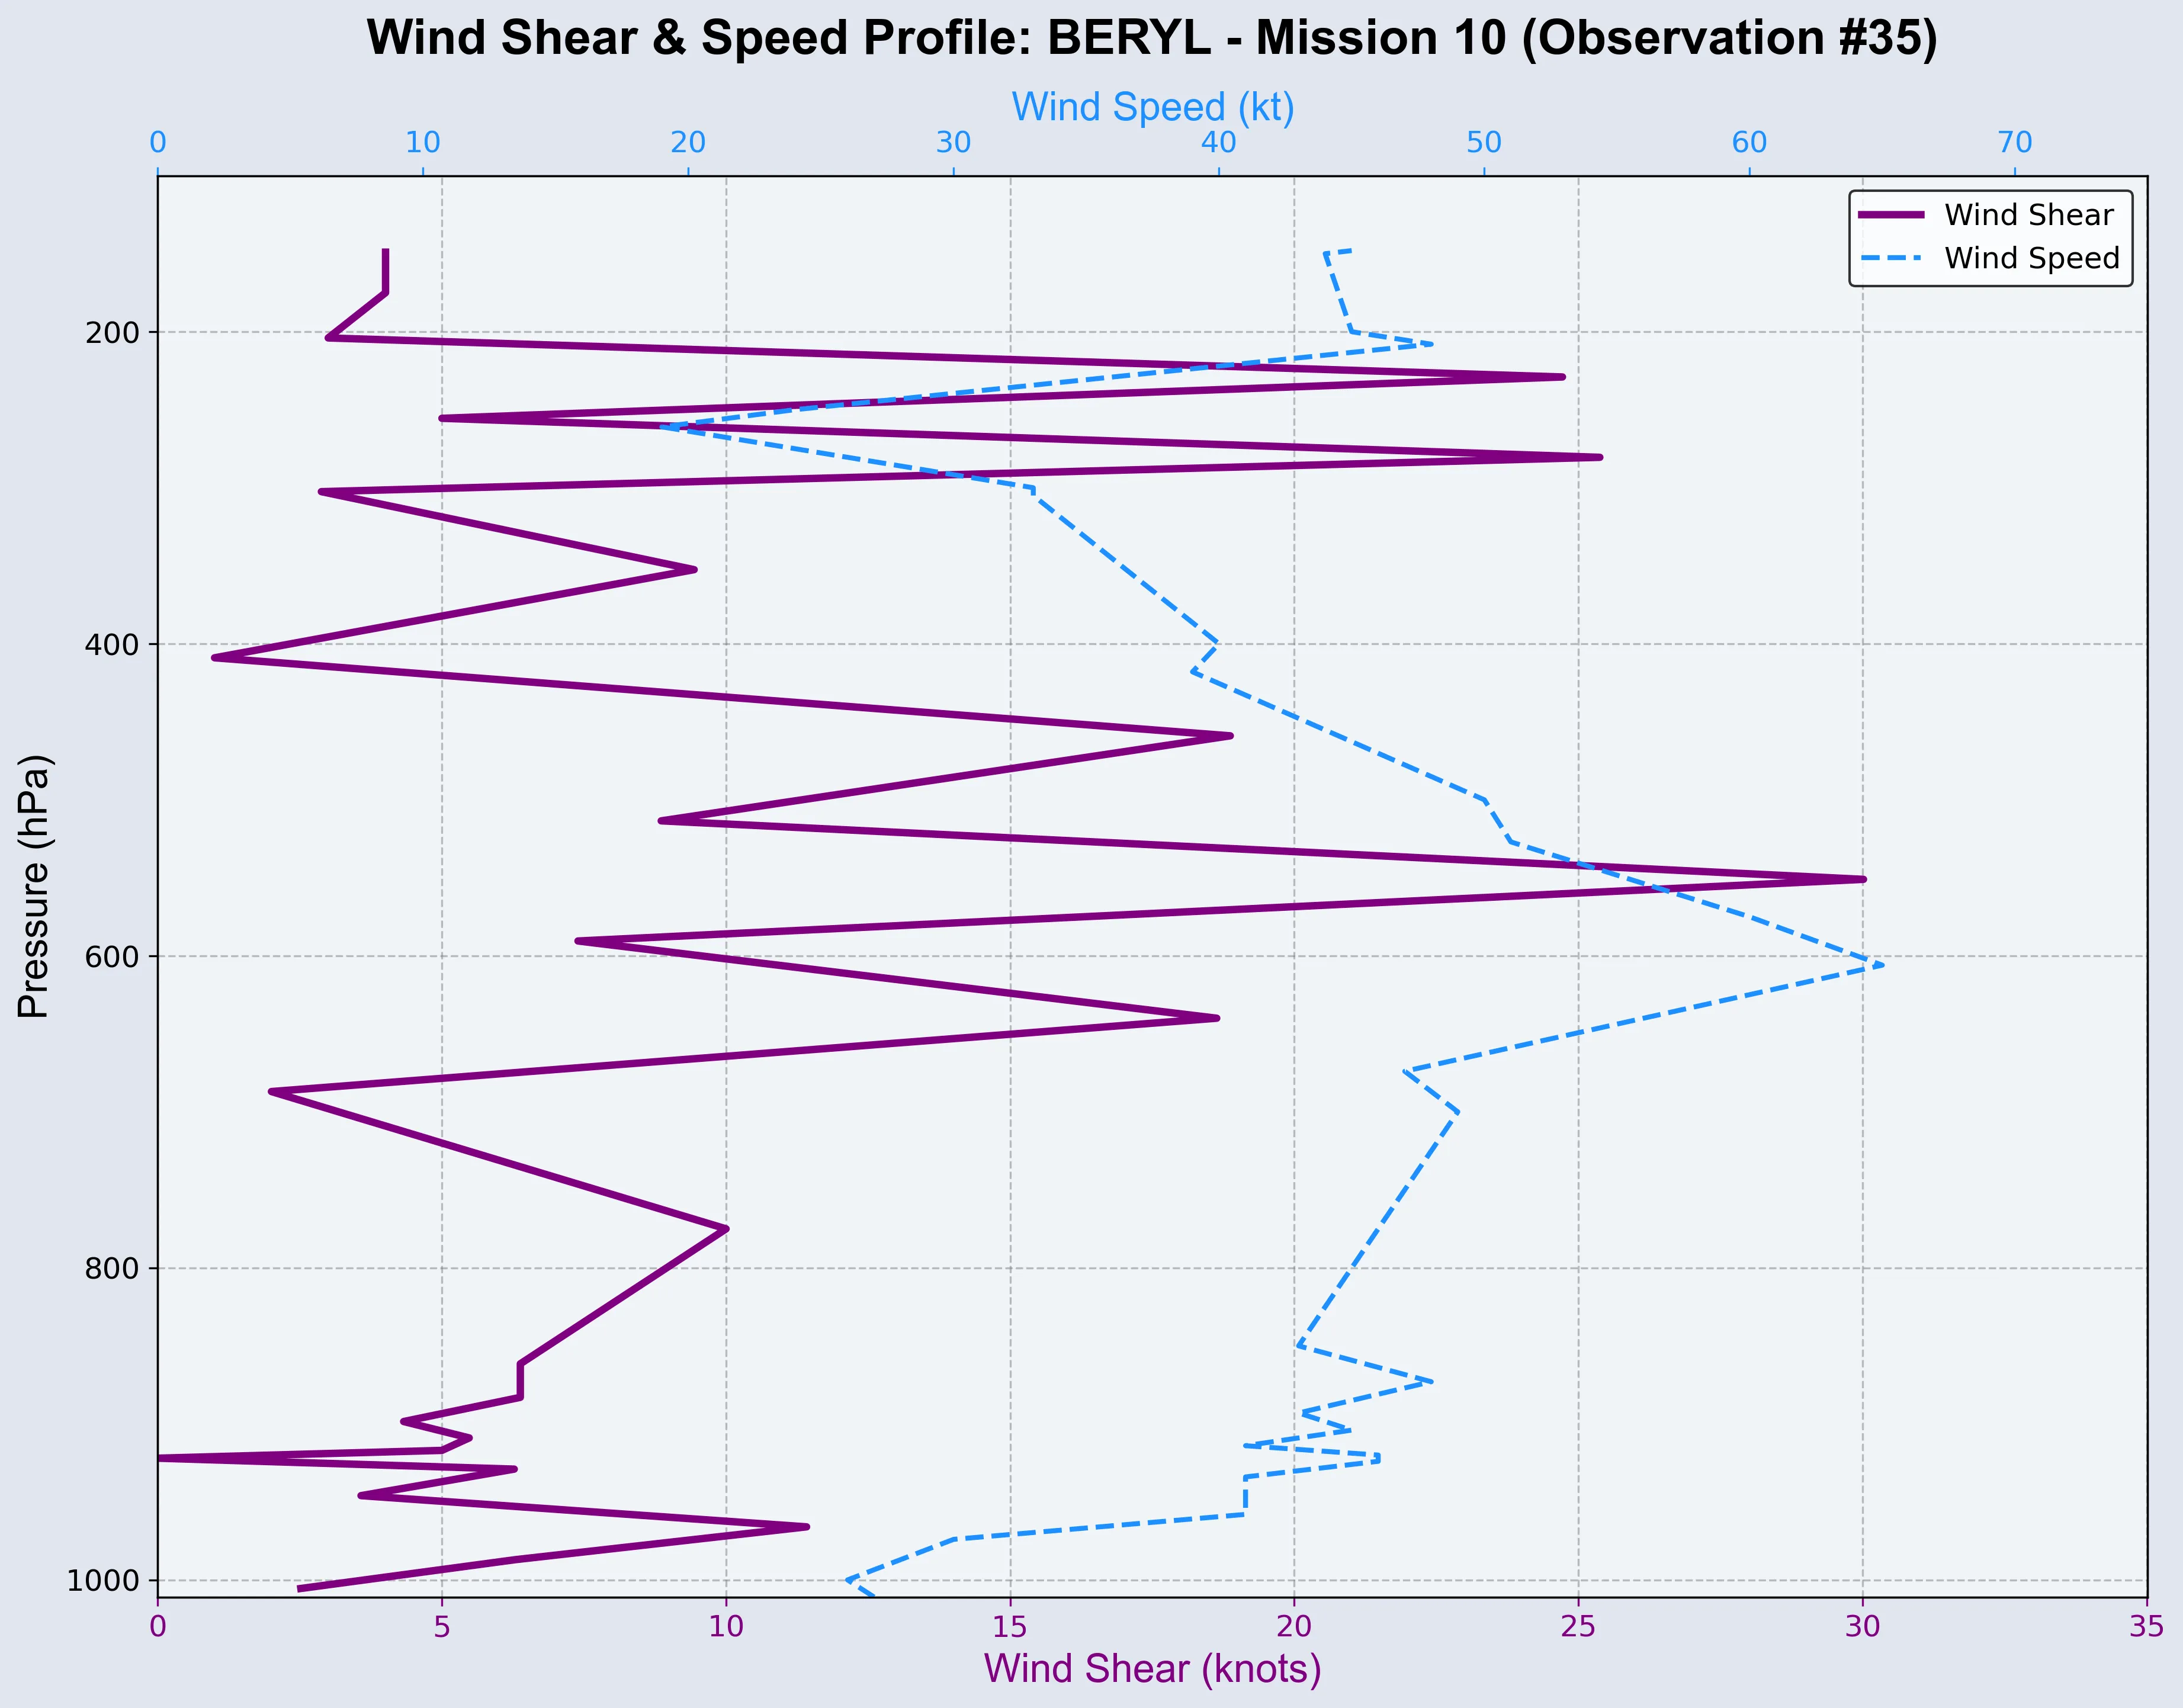 Wind Shear & Speed Profile: BERYL - Mission 10 (Observation #35)
Wind Speed (kt)
0 10 20 30 40 50 60 70
Wind Shear
Wind Speed
200
400
600
800
1000
Pressure (hPa)
0 5 10 15 20 25 30 35
Wind Shear (knots)